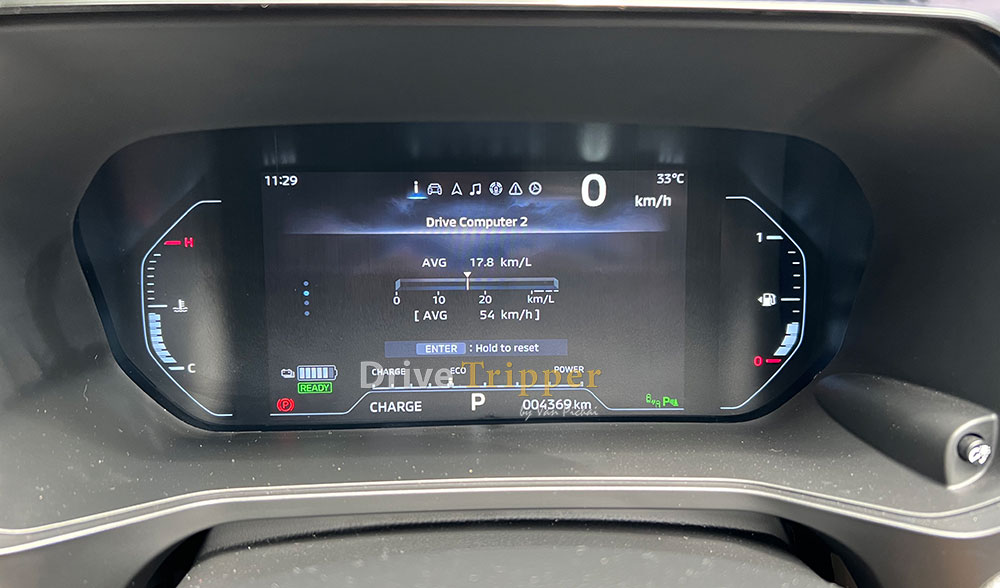 11:29
0 km/h
33°C
Drive Computer 2
AVG 17.8 km/L
0 10 20 km/L
[ AVG 54 km/h ]
ENTER : Hold to reset
H
C
1
0
CHARGE ECO POWER
READY
CHARGE P 004369 km
P
DriveTripper
by Van Pichai